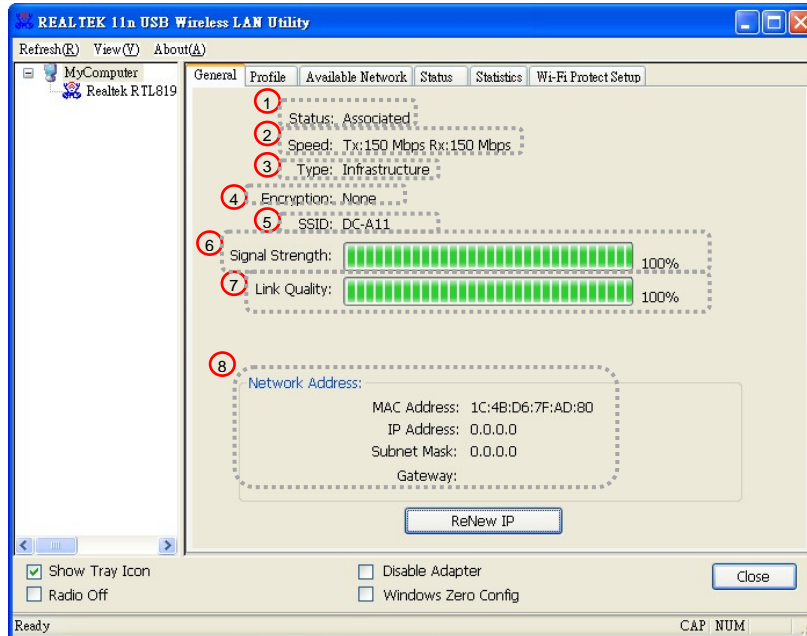 REALTEK 11n USB Wireless LAN Utility
Refresh(R) View(V) About(A)
MyComputer
Realtek RTL819
General Profile Available Network Status Statistics Wi-Fi Protect Setup
1
Status: Associated
2
Speed: Tx:150 Mbps Rx:150 Mbps
3
Type: Infrastructure
4
Encryption: None
5
SSID: DC-A11
6
Signal Strength: 100%
7
Link Quality: 100%
8
Network Address:
MAC Address: 1C:4B:D6:7F:AD:80
IP Address: 0.0.0.0
Subnet Mask: 0.0.0.0
Gateway:
ReNew IP
Show Tray Icon Disable Adapter Close
Radio Off Windows Zero Config
Ready CAP NUM